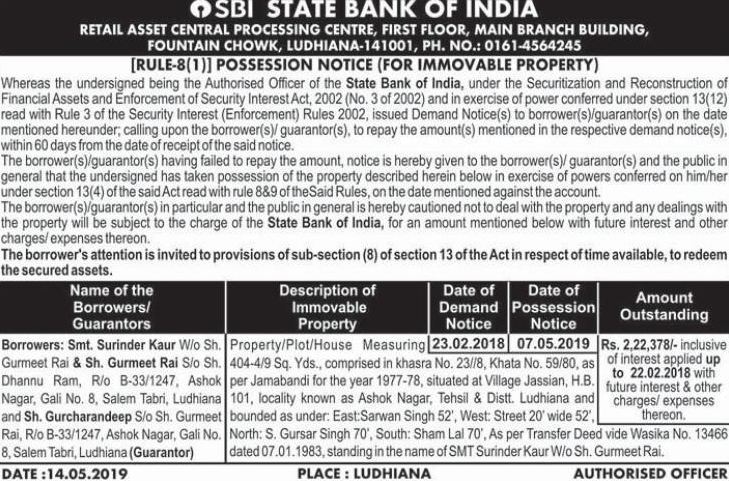 SBI STATE BANK OF INDIA
RETAIL ASSET CENTRAL PROCESSING CENTRE, FIRST FLOOR, MAIN BRANCH BUILDING,
FOUNTAIN CHOWK, LUDHIANA-141001, PH. NO.: 0161-4564245
[RULE-8(1)] POSSESSION NOTICE (FOR IMMOVABLE PROPERTY)
Whereas the undersigned being the Authorised Officer of the State Bank of India, under the Securitization and Reconstruction of
Financial Assets and Enforcement of Security Interest Act, 2002 (No. 3 of 2002) and in exercise of power conferred under section 13(12)
read with Rule 3 of the Security Interest (Enforcement) Rules 2002, issued Demand Notice(s) to borrower(s)/guarantor(s) on the date
mentioned hereunder; calling upon the borrower(s)/ guarantor(s), to repay the amount(s) mentioned in the respective demand notice(s),
within 60 days from the date of receipt of the said notice.
The borrower(s)/guarantor(s) having failed to repay the amount, notice is hereby given to the borrower(s)/ guarantor(s) and the public in
general that the undersigned has taken possession of the property described herein below in exercise of powers conferred on him/her
under section 13(4) of the said Act read with rule 8&9 of the Said Rules, on the date mentioned against the account.
The borrower(s)/guarantor(s) in particular and the public in general is hereby cautioned not to deal with the property and any dealings with
the property will be subject to the charge of the State Bank of India, for an amount mentioned below with future interest and other
charges/ expenses thereon.
The borrower's attention is invited to provisions of sub-section (8) of section 13 of the Act in respect of time available, to redeem
the secured assets.
Name of the
Borrowers/
Guarantors
Description of
Immovable
Property
Date of
Demand
Notice
Date of
Possession
Notice
Amount
Outstanding
Borrowers: Smt. Surinder Kaur W/o Sh.
Gurmeet Rai & Sh. Gurmeet Rai S/o Sh.
Dhannu Ram, R/o B-33/1247, Ashok
Nagar, Gali No. 8, Salem Tabri, Ludhiana
and Sh. Gurcharandeep S/o Sh. Gurmeet
Rai, R/o B-33/1247, Ashok Nagar, Gali No.
8, Salem Tabri, Ludhiana (Guarantor)
Property/Plot/House Measuring
404-4/9 Sq. Yds., comprised in khasra No. 23//8, Khata No. 59/80, as
per Jamabandi for the year 1977-78, situated at Village Jassian, H.B.
101, locality known as Ashok Nagar, Tehsil & Distt. Ludhiana and
bounded as under: East:Sarwan Singh 52', West: Street 20' wide 52',
North: S. Gursar Singh 70', South: Sham Lal 70', As per Transfer Deed vide Wasika No. 13466
dated 07.01.1983, standing in the name of SMT Surinder Kaur W/o Sh. Gurmeet Rai.
23.02.2018
07.05.2019
Rs. 2,22,378/- inclusive
of interest applied up
to 22.02.2018 with
future interest & other
charges/ expenses
thereon.
DATE :14.05.2019 PLACE : LUDHIANA AUTHORISED OFFICER